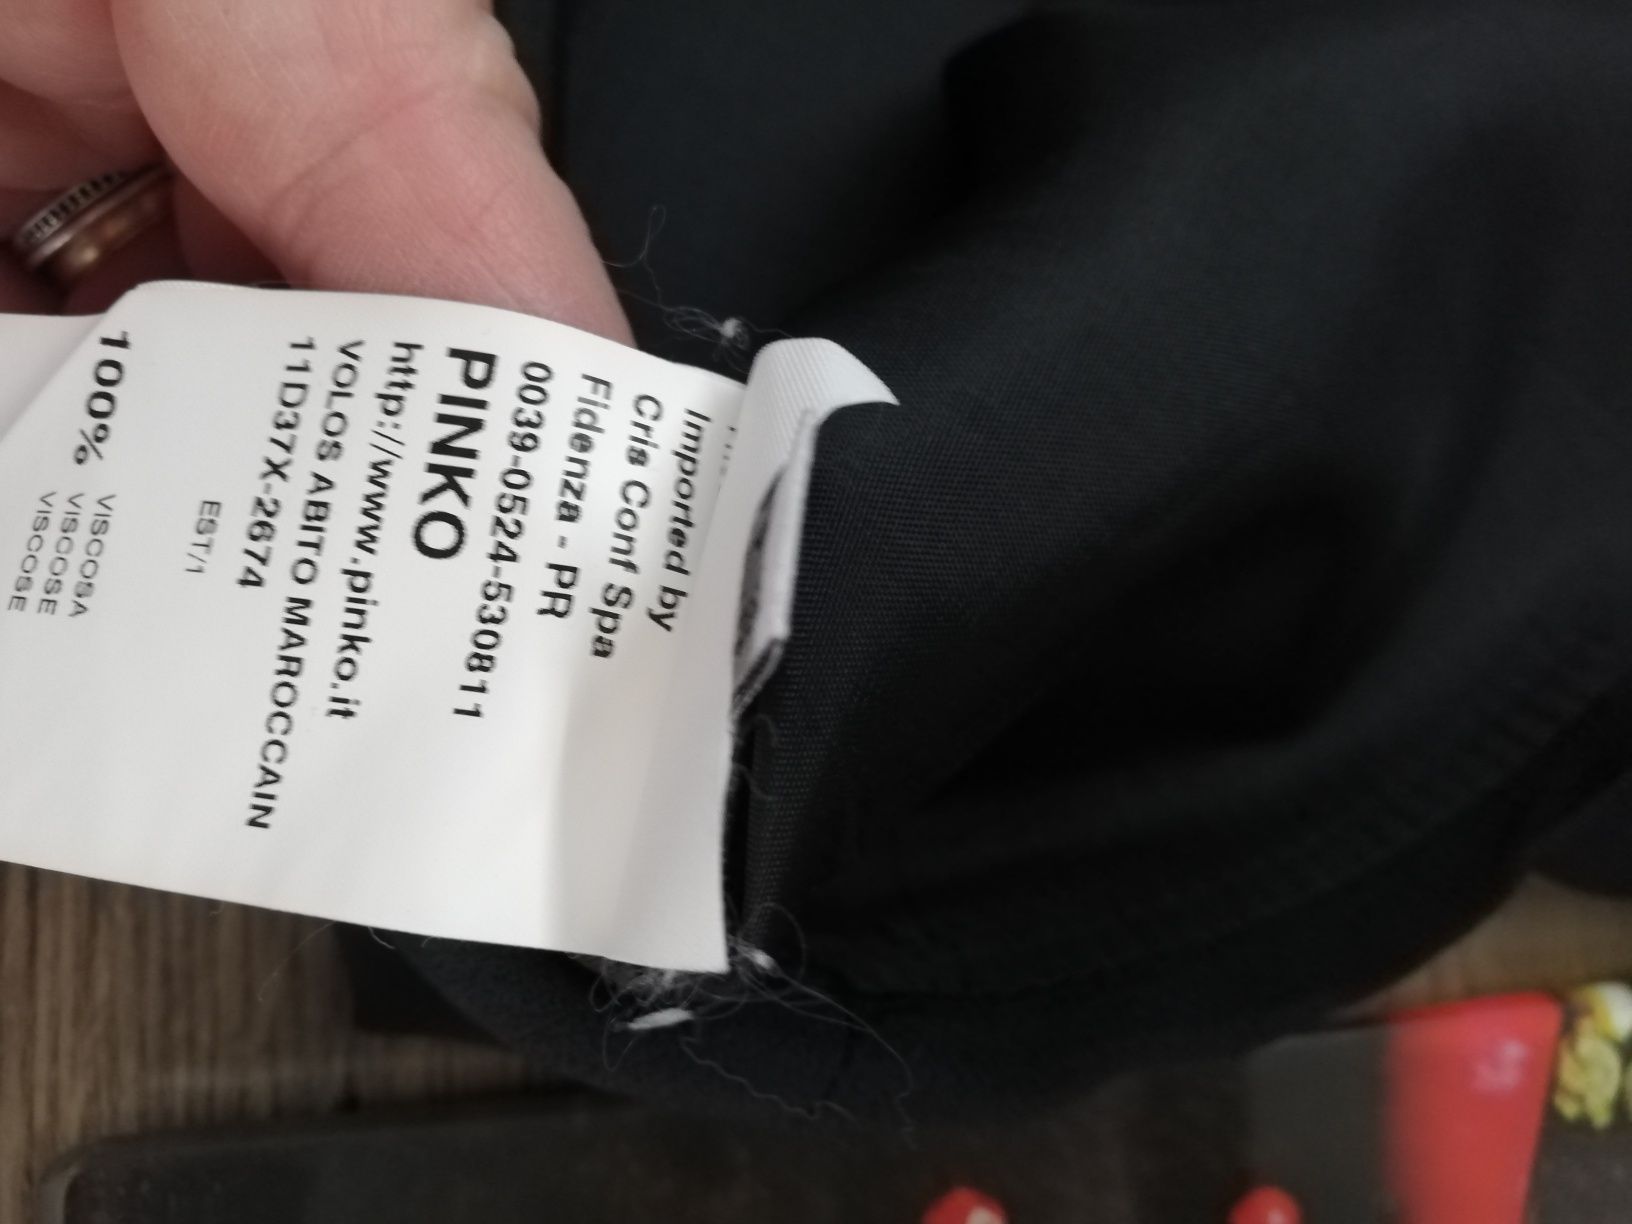 Imported by
Cris Conf Spa
Fidenza - PR
0039-0524-530811
PINKO
http://www.pinko.it
VOLOS ABITO MAROCCAIN
11D37X-2674
EST/1
100% VISCOSA
VISCOSE
VISCOSE